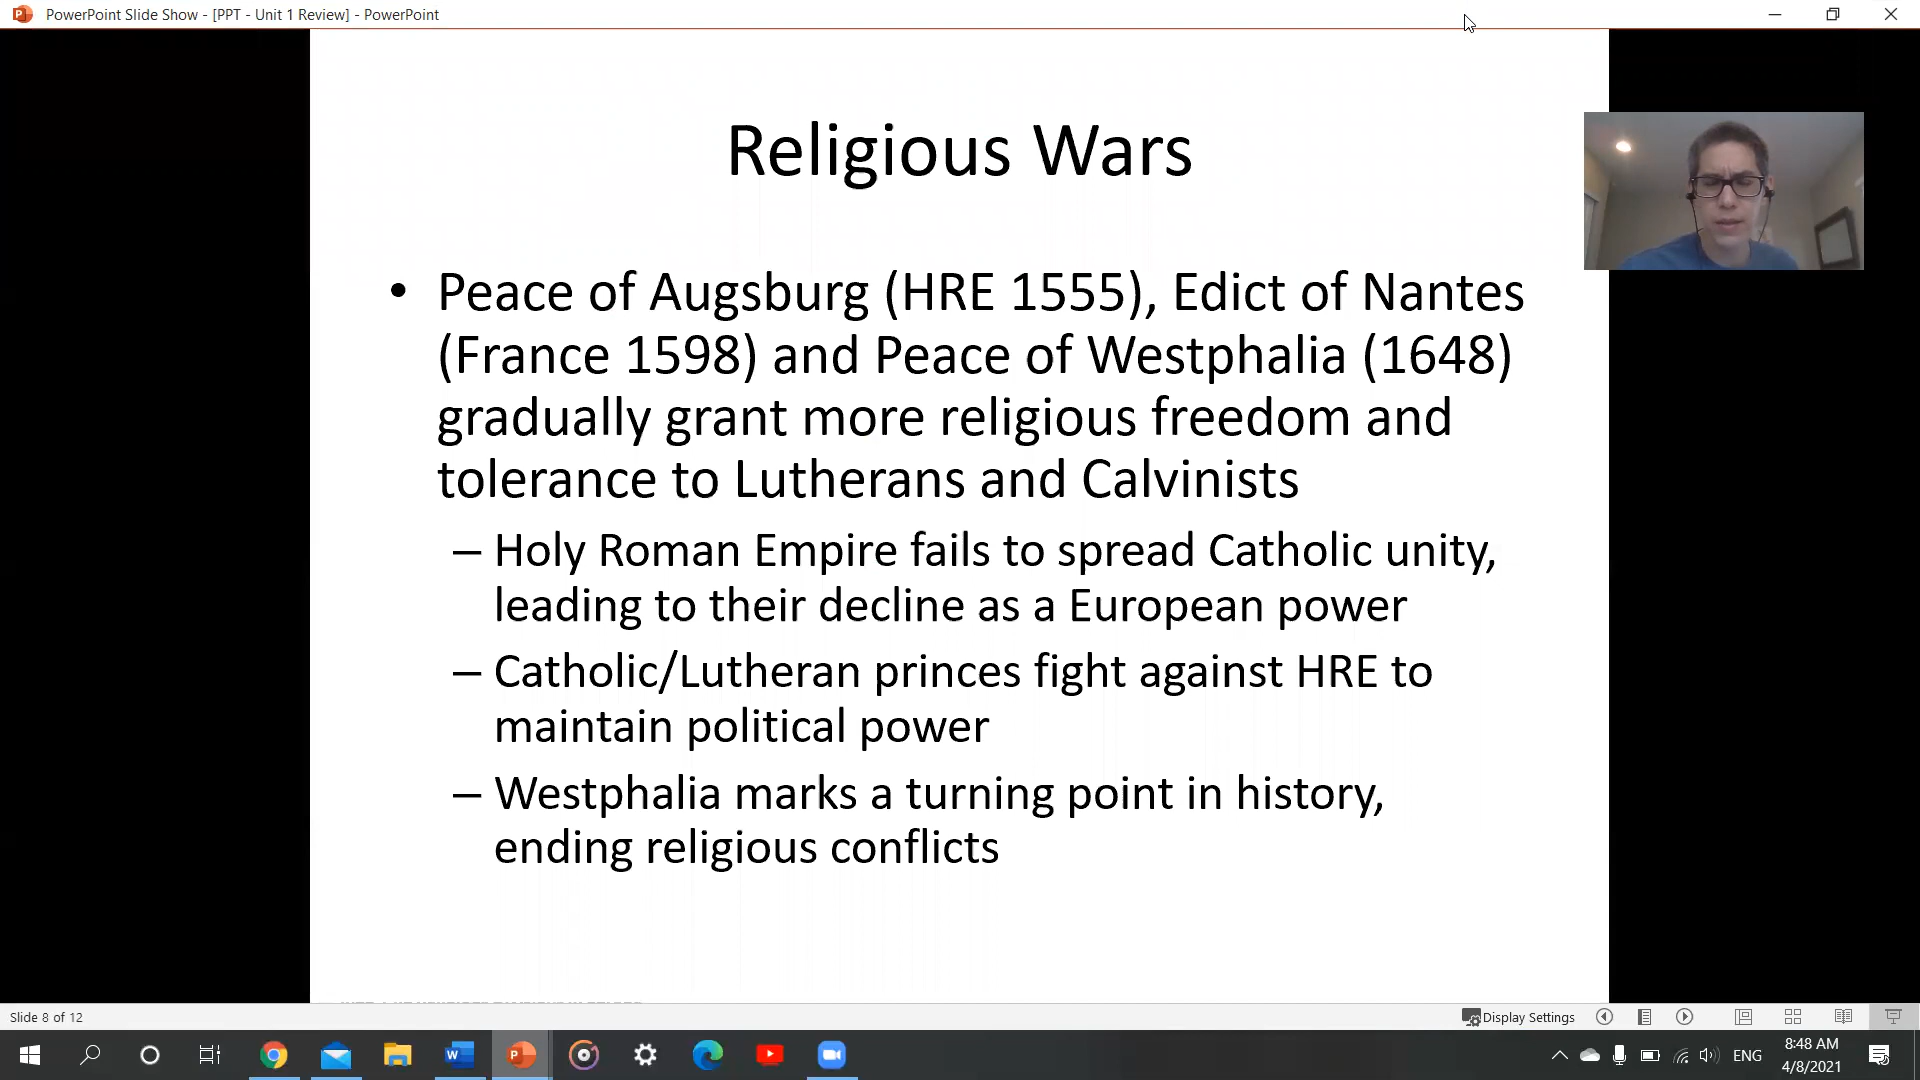 PowerPoint Slide Show - [PPT - Unit 1 Review] - PowerPoint
Religious Wars
• Peace of Augsburg (HRE 1555), Edict of Nantes
(France 1598) and Peace of Westphalia (1648)
gradually grant more religious freedom and
tolerance to Lutherans and Calvinists
– Holy Roman Empire fails to spread Catholic unity,
leading to their decline as a European power
– Catholic/Lutheran princes fight against HRE to
maintain political power
– Westphalia marks a turning point in history,
ending religious conflicts
Slide 8 of 12
Display Settings
ENG
8:48 AM
4/8/2021